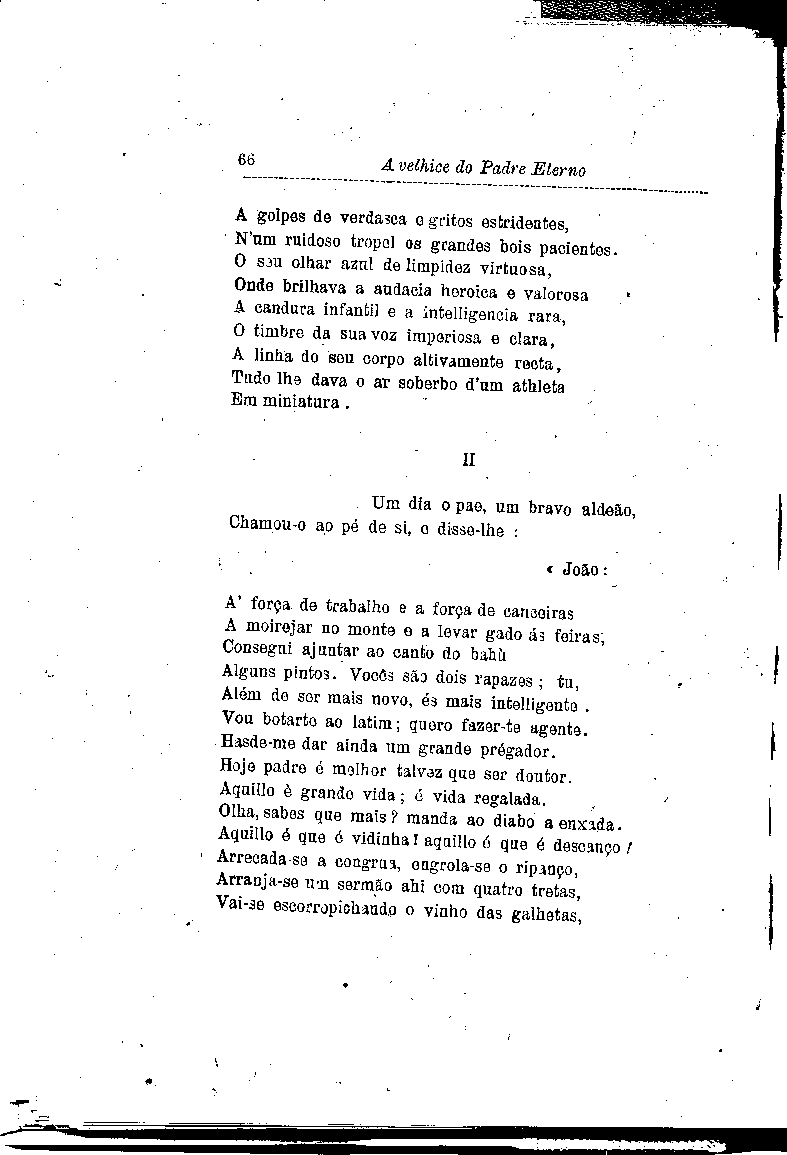 66
A velhice do Padre Eterno
A golpes de verdasca e gritos estridentes,
N'um ruidoso tropel os grandes bois pacientes.
O seu olhar azul de limpidez virtuosa,
Onde brilhava a audacia heroica e valorosa
A candura infantil e a intelligencia rara,
O timbre da sua voz imperiosa e clara,
A linha do seu corpo altivamente recta,
Tudo lhe dava o ar soberbo d'um athleta
Em miniatura.
II
Um dia o pae, um bravo aldeão,
Chamou-o ao pé de si, e disse-lhe :
« João :
A' força de trabalho e a força de canseiras
A moirejar no monte e a levar gado ás feiras,
Consegui ajuntar ao canto do bahù
Alguns pintos. Vocês são dois rapazes ; tu,
Além de ser mais novo, és mais intelligente .
Vou botarte ao latim ; quero fazer-te agente.
Hasde-me dar ainda um grande prégador.
Hoje padre é melhor talvez que ser doutor.
Aquillo è grande vida ; é vida regalada.
Olha, sabes que mais ? manda ao diabo a enxada.
Aquillo é que é vidinha ! aquillo é que é descanço !
Arrecada-se a congrua, engrola-se o ripanço,
Arranja-se um sermão ahi com quatro tretas,
Vai-se escorropichando o vinho das galhetas,